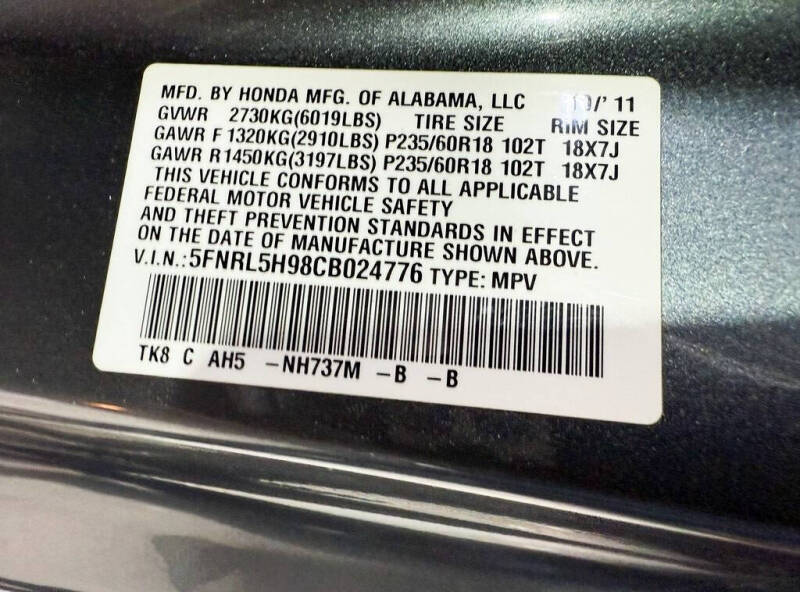 MFD. BY HONDA MFG. OF ALABAMA, LLC /' 11
GVWR 2730KG(6019LBS) TIRE SIZE RIM SIZE
GAWR F 1320KG(2910LBS) P235/60R18 102T 18X7J
GAWR R1450KG(3197LBS) P235/60R18 102T 18X7J
THIS VEHICLE CONFORMS TO ALL APPLICABLE
FEDERAL MOTOR VEHICLE SAFETY
AND THEFT PREVENTION STANDARDS IN EFFECT
ON THE DATE OF MANUFACTURE SHOWN ABOVE.
V.I.N.:5FNRL5H98CB024776 TYPE: MPV
TK8 C AH5 -NH737M -B -B